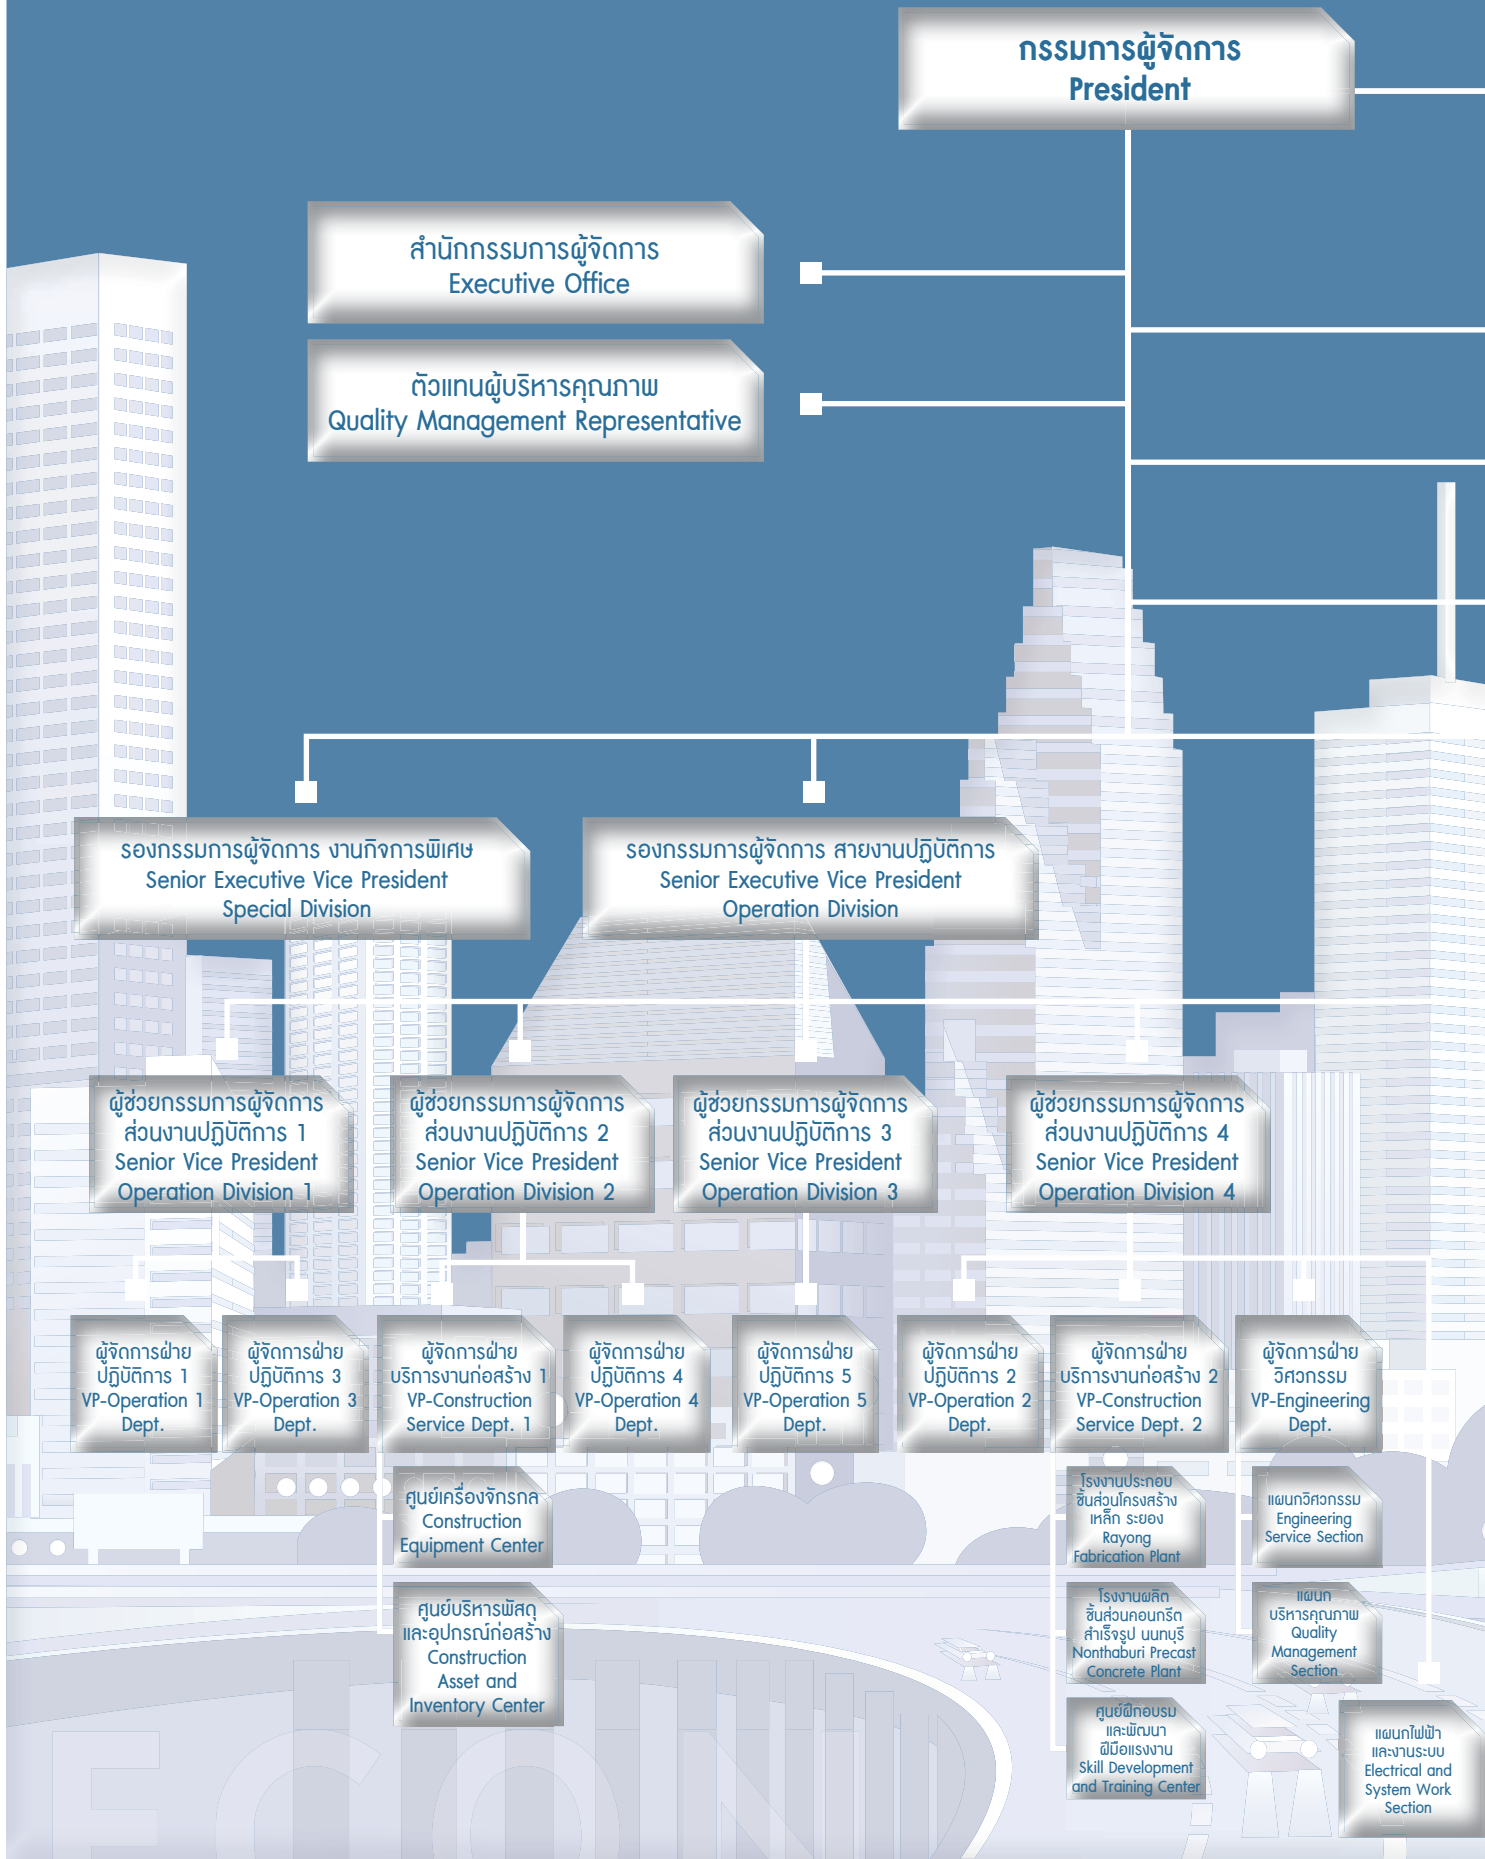 กรรมการผู้จัดการ
President
สำนักกรรมการผู้จัดการ
Executive Office
ตัวแทนผู้บริหารคุณภาพ
Quality Management Representative
รองกรรมการผู้จัดการ งานกิจการพิเศษ
Senior Executive Vice President
Special Division
รองกรรมการผู้จัดการ สายงานปฏิบัติการ
Senior Executive Vice President
Operation Division
ผู้ช่วยกรรมการผู้จัดการ
ส่วนงานปฏิบัติการ 1
Senior Vice President
Operation Division 1
ผู้ช่วยกรรมการผู้จัดการ
ส่วนงานปฏิบัติการ 2
Senior Vice President
Operation Division 2
ผู้ช่วยกรรมการผู้จัดการ
ส่วนงานปฏิบัติการ 3
Senior Vice President
Operation Division 3
ผู้ช่วยกรรมการผู้จัดการ
ส่วนงานปฏิบัติการ 4
Senior Vice President
Operation Division 4
ผู้จัดการฝ่าย
ปฏิบัติการ 1
VP-Operation 1
Dept.
ผู้จัดการฝ่าย
ปฏิบัติการ 3
VP-Operation 3
Dept.
ผู้จัดการฝ่าย
บริการงานก่อสร้าง 1
VP-Construction
Service Dept. 1
ผู้จัดการฝ่าย
ปฏิบัติการ 4
VP-Operation 4
Dept.
ผู้จัดการฝ่าย
ปฏิบัติการ 5
VP-Operation 5
Dept.
ผู้จัดการฝ่าย
ปฏิบัติการ 2
VP-Operation 2
Dept.
ผู้จัดการฝ่าย
บริการงานก่อสร้าง 2
VP-Construction
Service Dept. 2
ผู้จัดการฝ่าย
วิศวกรรม
VP-Engineering
Dept.
ศูนย์เครื่องจักรกล
Construction
Equipment Center
ศูนย์บริหารพัสดุ
และอุปกรณ์ก่อสร้าง
Construction
Asset and
Inventory Center
โรงงานประกอบ
ชิ้นส่วนโครงสร้าง
เหล็ก ระยอง
Rayong
Fabrication Plant
โรงงานผลิต
ชิ้นส่วนคอนกรีต
สำเร็จรูป นนทบุรี
Nonthaburi Precast
Concrete Plant
ศูนย์ฝึกอบรม
และพัฒนา
ฝีมือแรงงาน
Skill Development
and Training Center
แผนกวิศวกรรม
Engineering
Service Section
แผนก
บริหารคุณภาพ
Quality
Management
Section
แผนกไฟฟ้า
และงานระบบ
Electrical and
System Work
Section